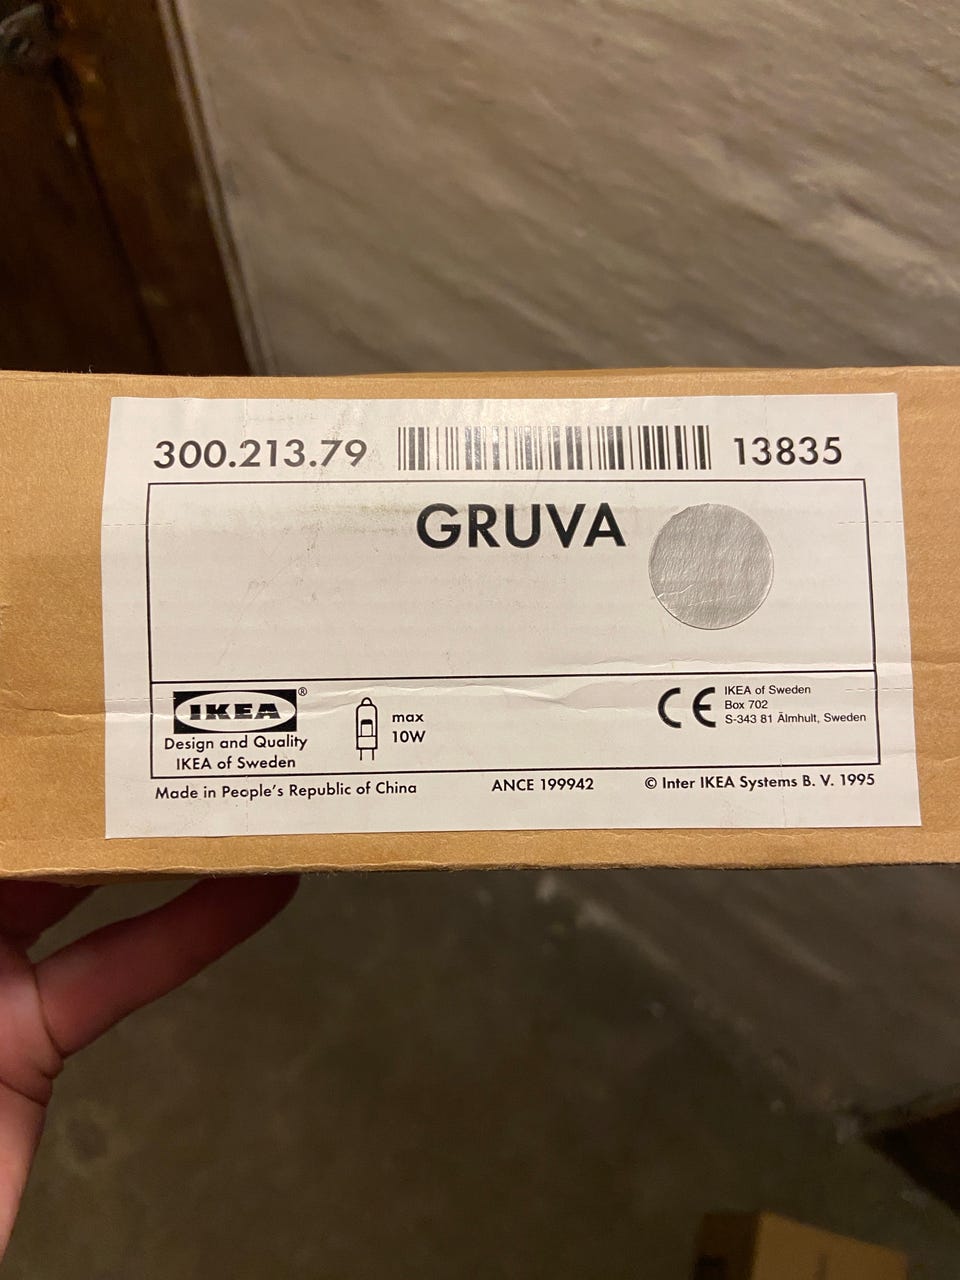 300.213.79 13835
GRUVA
IKEA®
Design and Quality
IKEA of Sweden
max
10W
CE
IKEA of Sweden
Box 702
S-343 81 Älmhult, Sweden
Made in People's Republic of China ANCE 199942 © Inter IKEA Systems B. V. 1995